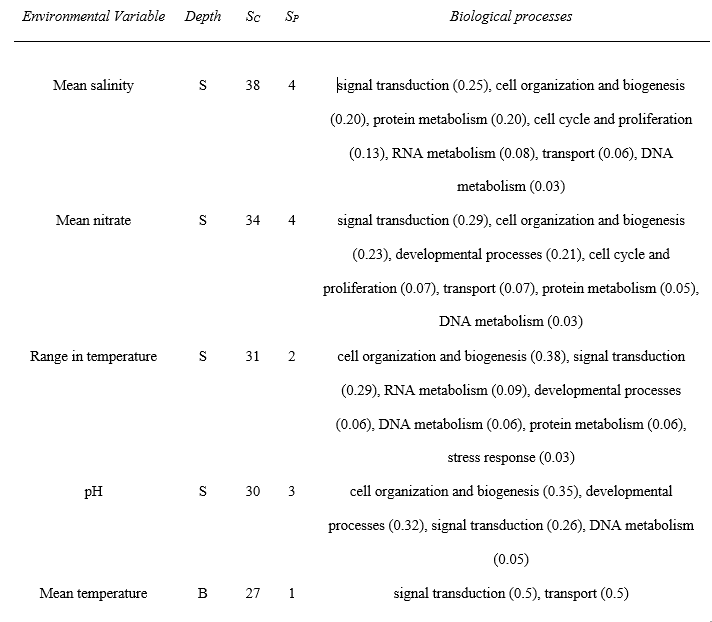 Environmental Variable Depth SC SP Biological processes
Mean salinity S 38 4 signal transduction (0.25), cell organization and biogenesis
(0.20), protein metabolism (0.20), cell cycle and proliferation
(0.13), RNA metabolism (0.08), transport (0.06), DNA
metabolism (0.03)
Mean nitrate S 34 4 signal transduction (0.29), cell organization and biogenesis
(0.23), developmental processes (0.21), cell cycle and
proliferation (0.07), transport (0.07), protein metabolism (0.05),
DNA metabolism (0.03)
Range in temperature S 31 2 cell organization and biogenesis (0.38), signal transduction
(0.29), RNA metabolism (0.09), developmental processes
(0.06), DNA metabolism (0.06), protein metabolism (0.06),
stress response (0.03)
pH S 30 3 cell organization and biogenesis (0.35), developmental
processes (0.32), signal transduction (0.26), DNA metabolism
(0.05)
Mean temperature B 27 1 signal transduction (0.5), transport (0.5)